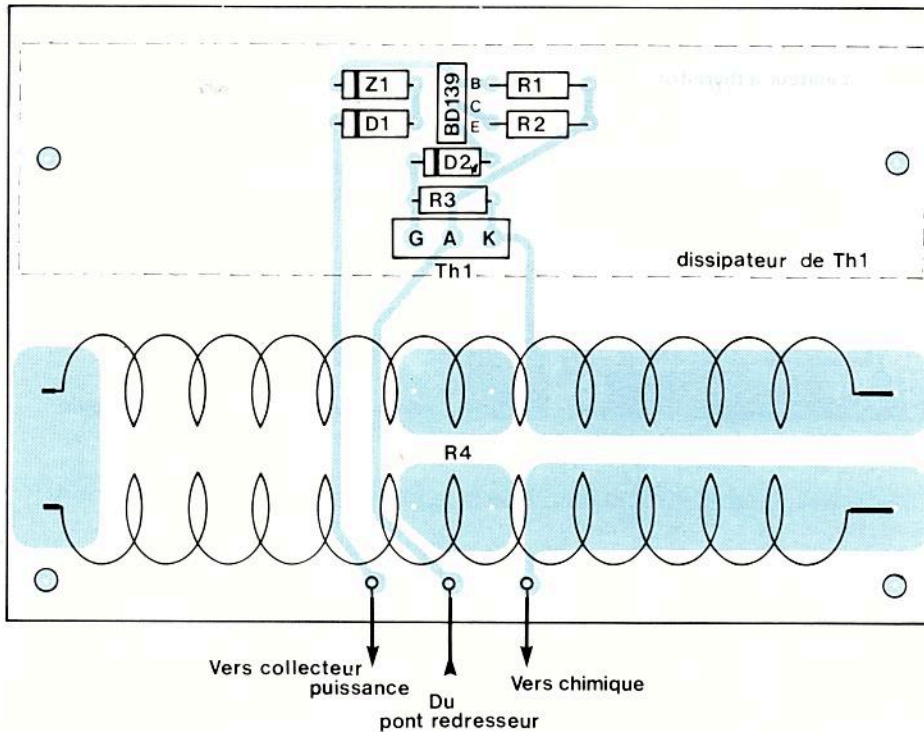 Z1
BD139
B
R1
C
D1
E
R2
D2
R3
G A K
Th1
dissipateur de Th1
R4
Vers collecteur
puissance
Du
pont redresseur
Vers chimique